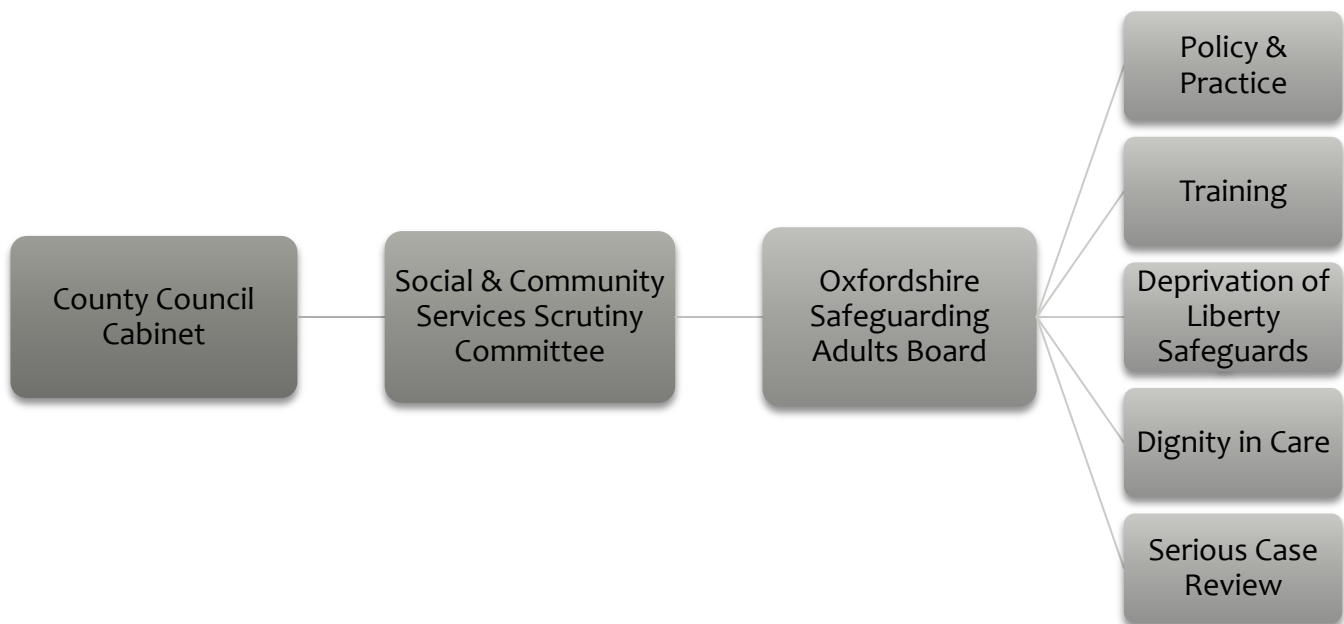 County Council
Cabinet
Social & Community
Services Scrutiny
Committee
Oxfordshire
Safeguarding
Adults Board
Policy &
Practice
Training
Deprivation of
Liberty
Safeguards
Dignity in Care
Serious Case
Review